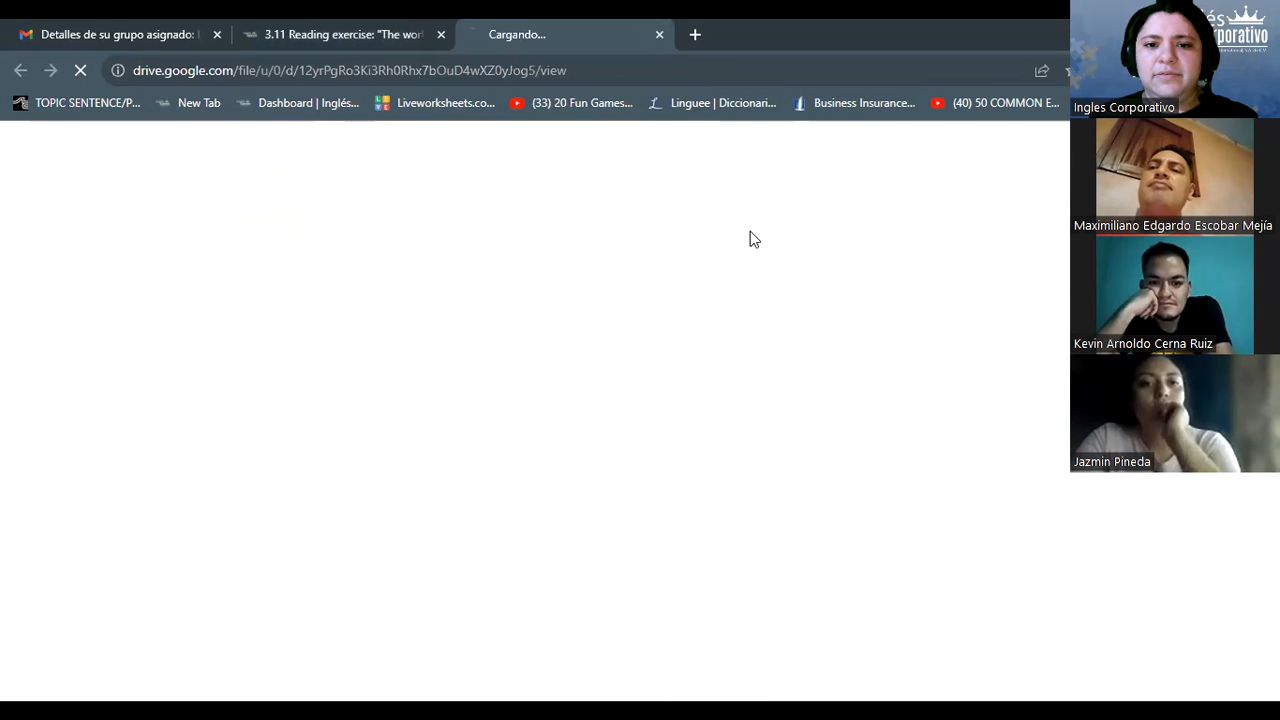 Detalles de su grupo asignado:
3.11 Reading exercise: "The wor
Cargando...
drive.google.com/file/u/0/d/12yrPgRo3Ki3Rh0Rhx7bOuD4wXZ0yJog5/view
TOPIC SENTENCE/P...
New Tab
Dashboard | Inglés...
Liveworksheets.co...
(33) 20 Fun Games...
Linguee | Diccionari...
Business Insurance...
(40) 50 COMMON E...
és
rporativo
Ingles Corporativo
Maximiliano Edgardo Escobar Mejía
Kevin Arnoldo Cerna Ruiz
Jazmin Pineda